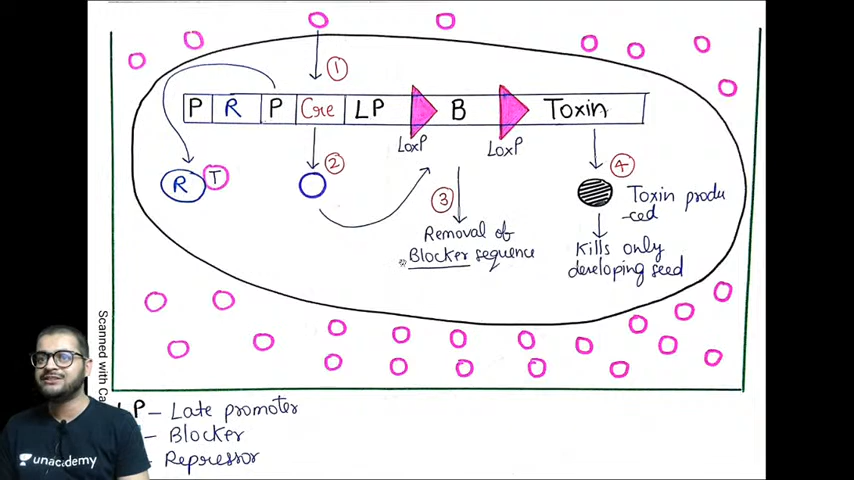 ①
P R P Cre LP B Toxin
LoxP LoxP
R T
②
③
④
Toxin produ
-ced
Removal of
Blocker sequence
Kills only
developing seed
Scanned with Ca
LP – Late promoter
– Blocker
– Repressor
unacademy